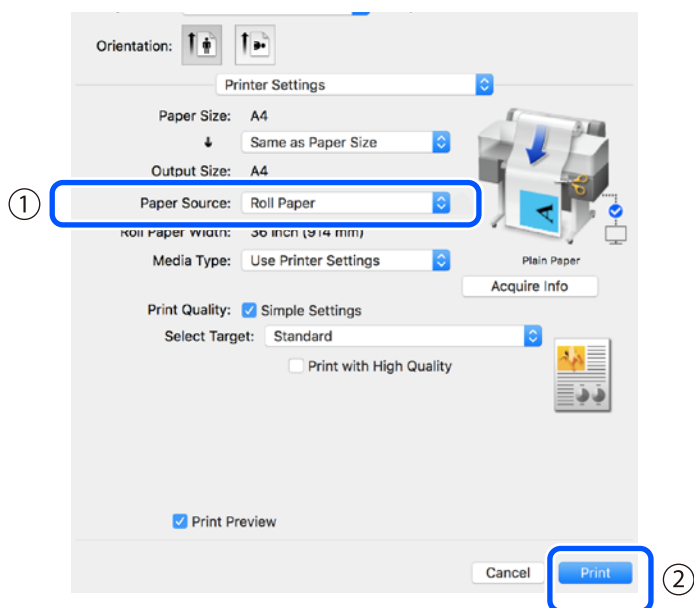 Orientation:
Printer Settings
Paper Size: A4
Same as Paper Size
Output Size: A4
① Paper Source: Roll Paper
Roll Paper Width: 36 inch (914 mm)
Media Type: Use Printer Settings
Plain Paper
Acquire Info
Print Quality: Simple Settings
Select Target: Standard
Print with High Quality
Print Preview
Cancel Print ②